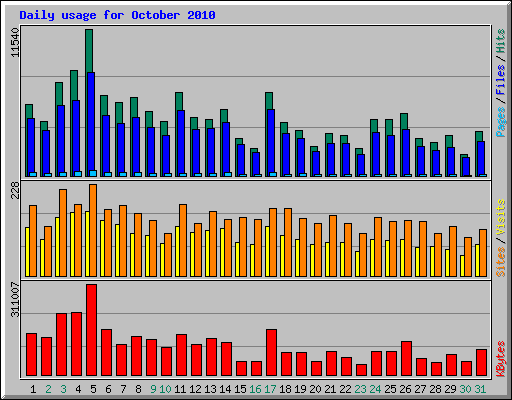 Daily usage for October 2010
11540
Pages / Files / Hits
228
Sites / Visits
311007
KBytes
1 2 3 4 5 6 7 8 9 10 11 12 13 14 15 16 17 18 19 20 21 22 23 24 25 26 27 28 29 30 31